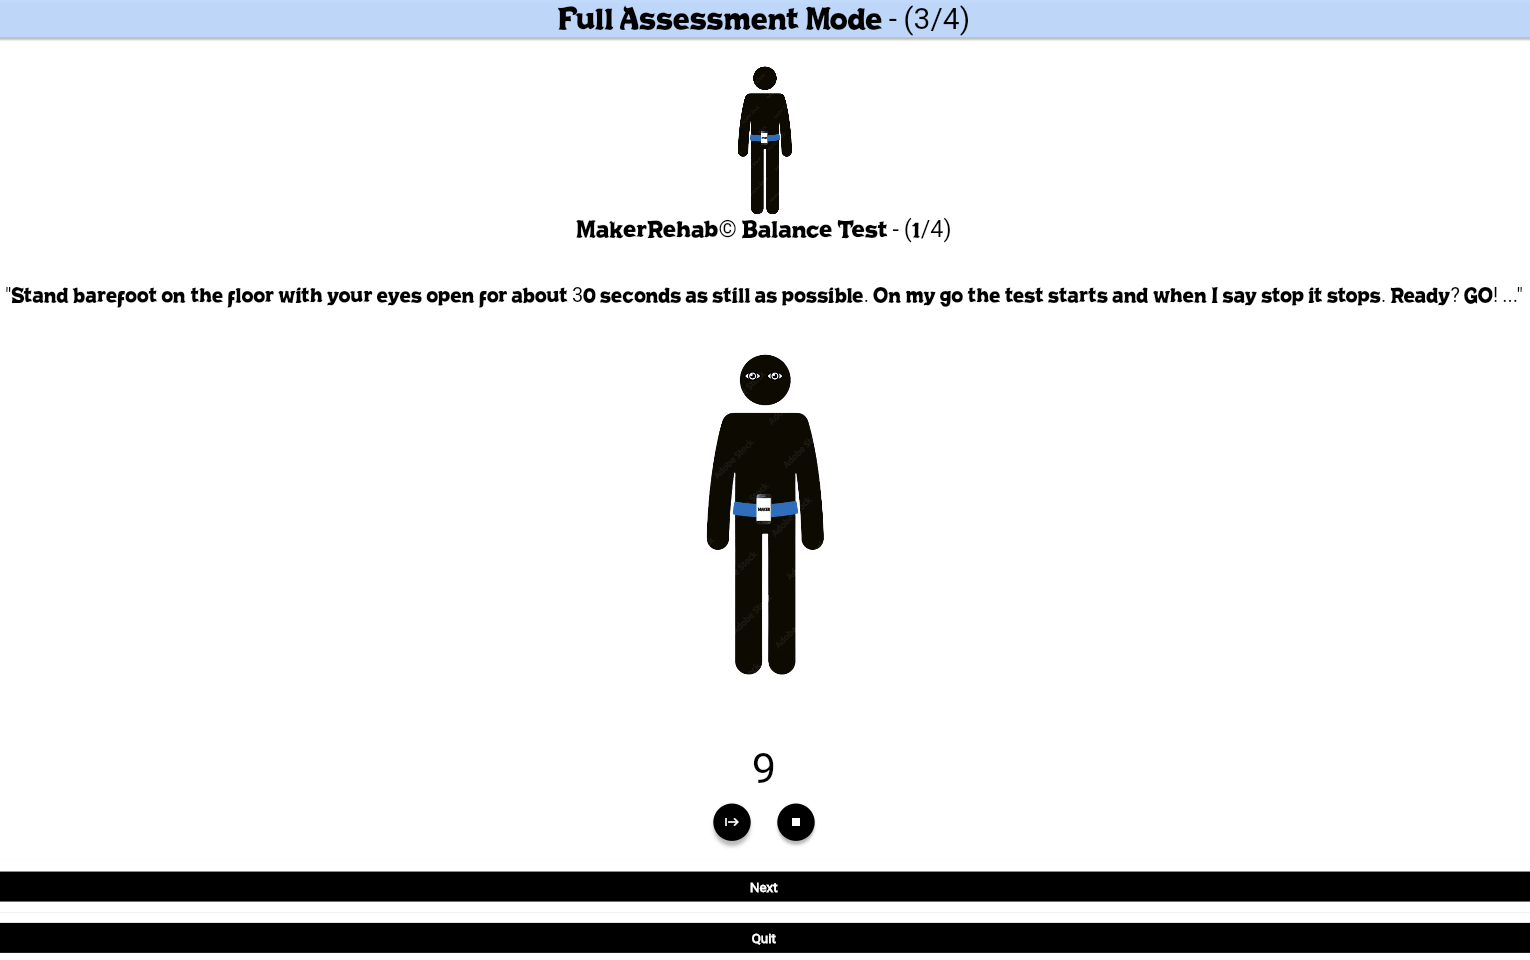 Full Assessment Mode - (3/4)
MakerRehab© Balance Test - (1/4)
"Stand barefoot on the floor with your eyes open for about 30 seconds as still as possible. On my go the test starts and when I say stop it stops. Ready? GO! ..."
MAKER
9
Next
Quit